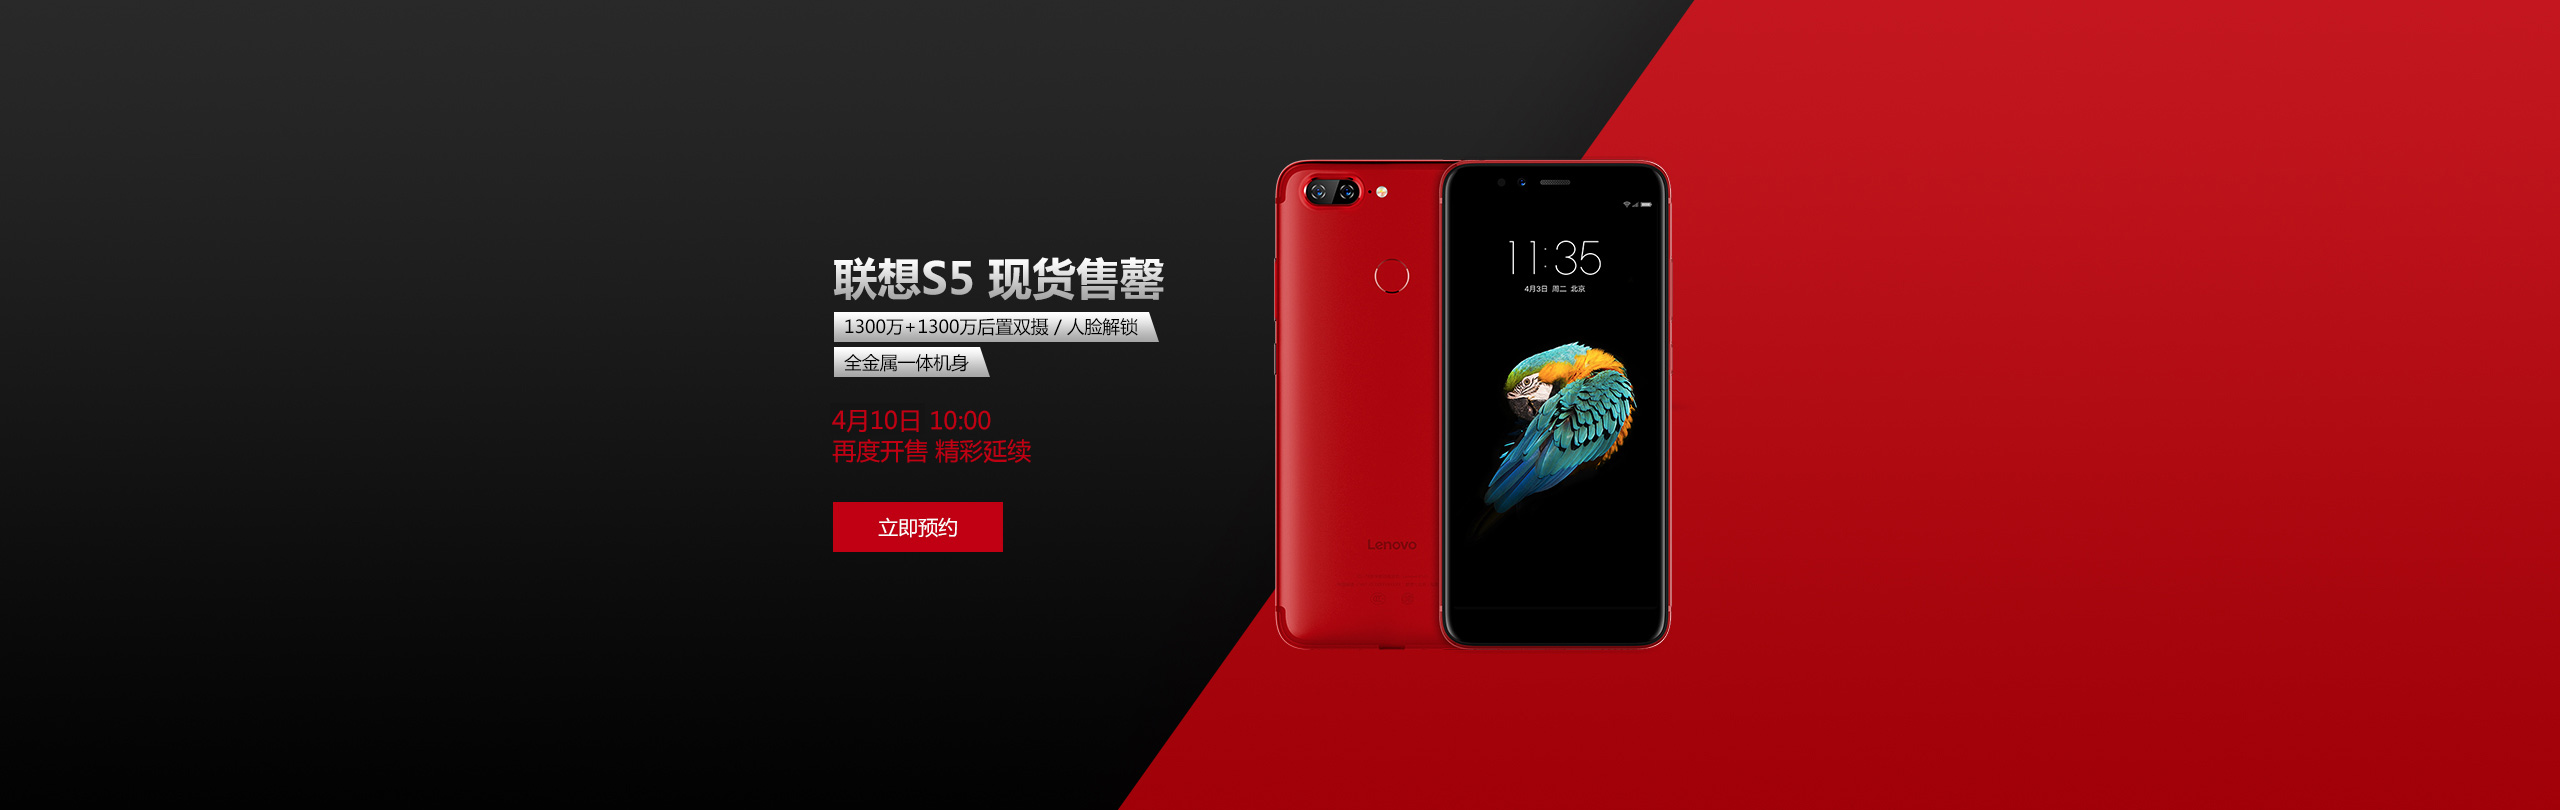 联想S5 现货售罄
1300万+1300万后置双摄 / 人脸解锁
全金属一体机身
4月10日 10:00
再度开售 精彩延续
立即预约
11:35
4月3日 周二 北京
Lenovo